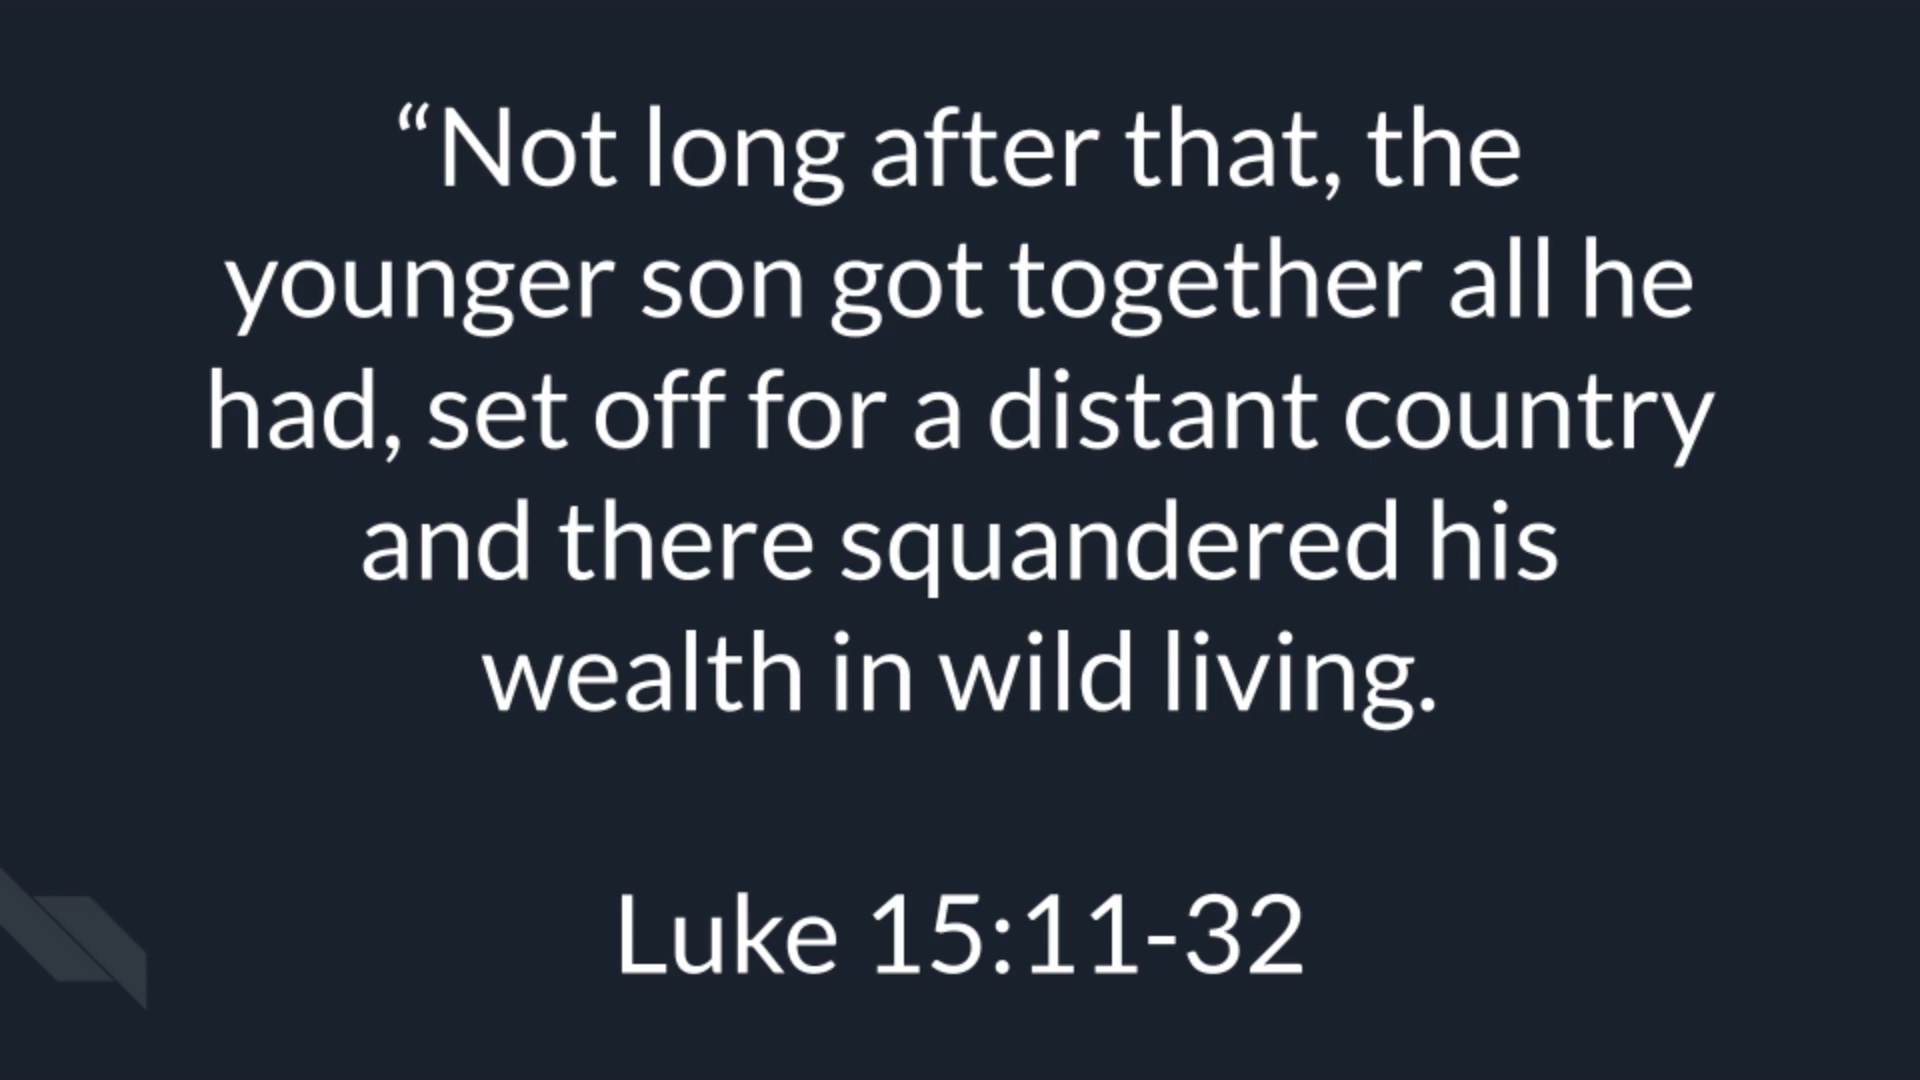 “Not long after that, the
younger son got together all he
had, set off for a distant country
and there squandered his
wealth in wild living.
Luke 15:11-32